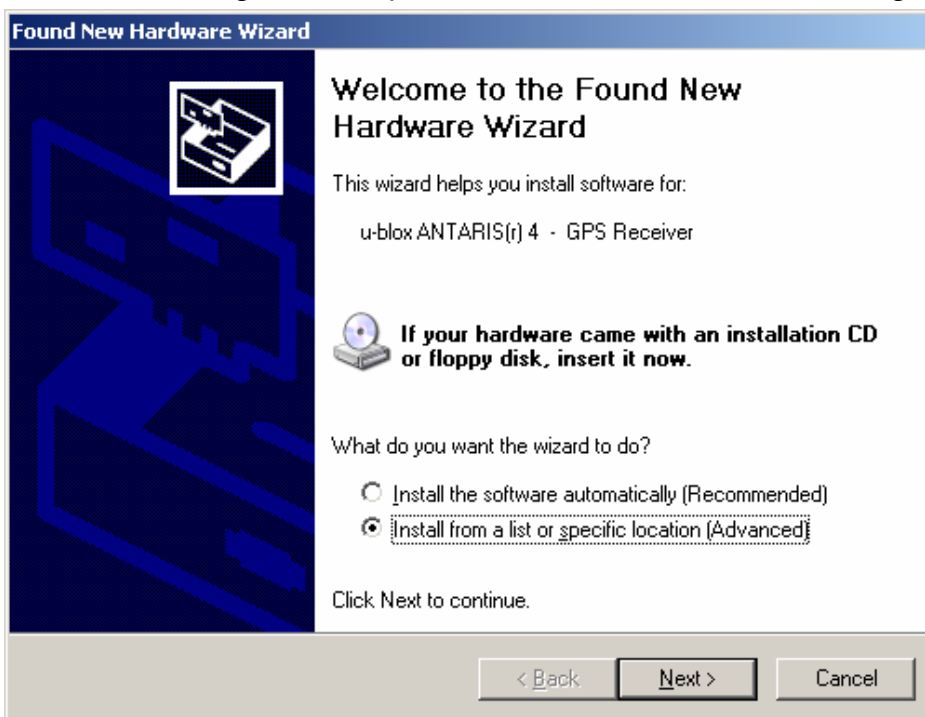 Found New Hardware Wizard
Welcome to the Found New
Hardware Wizard
This wizard helps you install software for:
u-blox ANTARIS(r) 4 - GPS Receiver
If your hardware came with an installation CD
or floppy disk, insert it now.
What do you want the wizard to do?
Install the software automatically (Recommended)
Install from a list or specific location (Advanced)
Click Next to continue.
< Back Next > Cancel